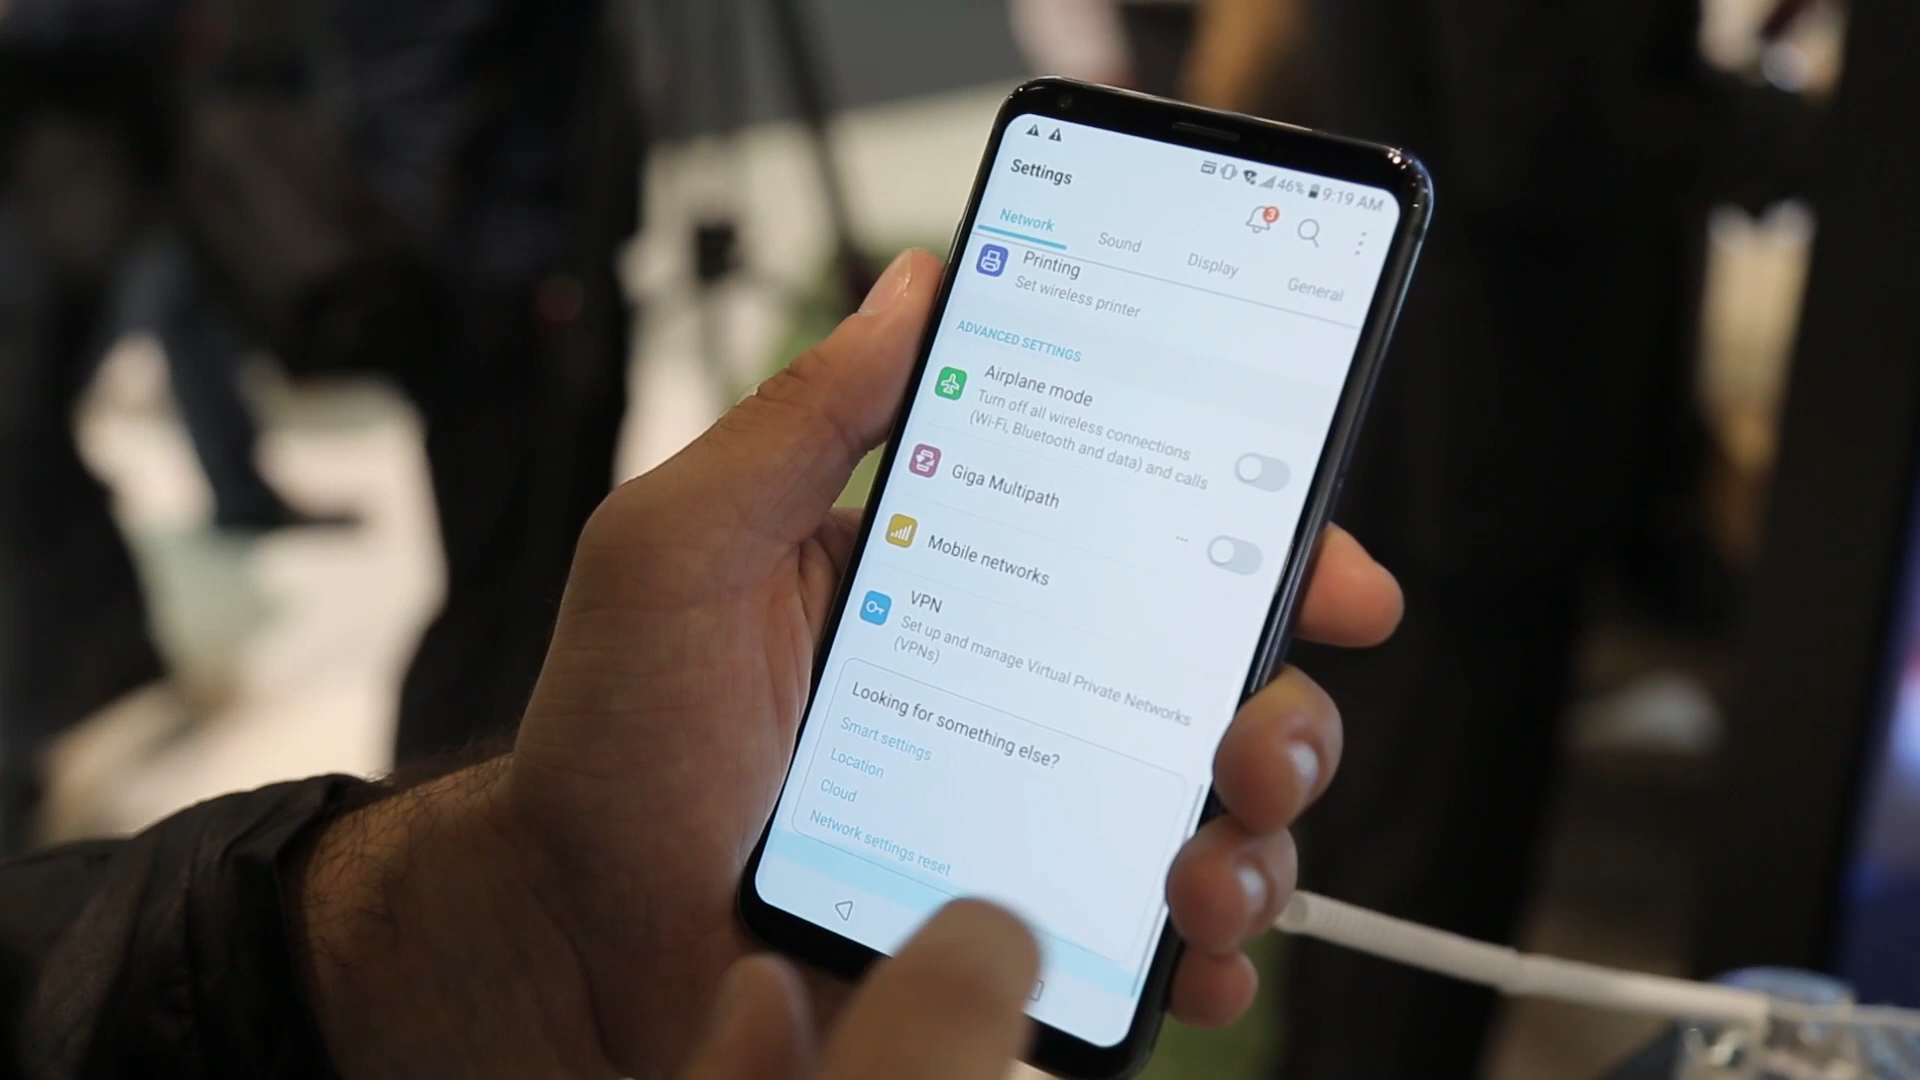 46% 9:19 AM
Settings
3
Network Sound Display General
Printing
Set wireless printer
ADVANCED SETTINGS
Airplane mode
Turn off all wireless connections
(Wi-Fi, Bluetooth and data) and calls
Giga Multipath
Mobile networks
VPN
Set up and manage Virtual Private Networks
(VPNs)
Looking for something else?
Smart settings
Location
Cloud
Network settings reset